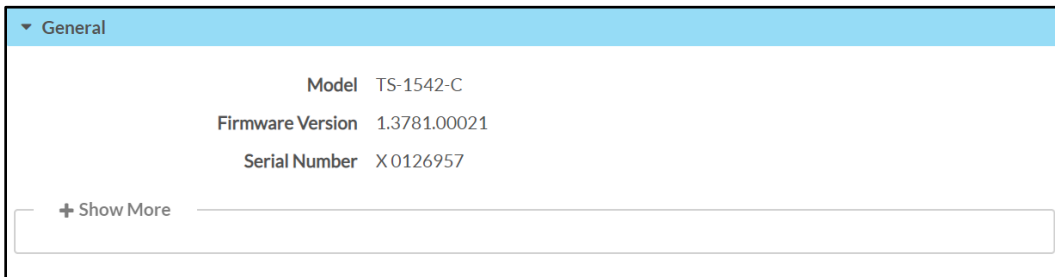 General
Model TS-1542-C
Firmware Version 1.3781.00021
Serial Number X 0126957
Show More